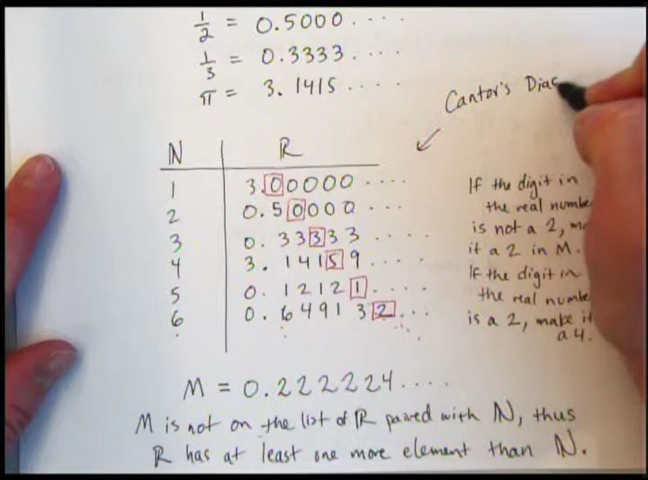 1/2 = 0.5000....
1/3 = 0.3333....
π = 3.1415....
Cantor's
N R
1 3.00000....
2 0.50000...
3 0.33333....
4 3.14159....
5 0.12121....
6 0.649132...
If the digit in
the real
is not a 2,
it a 2 in M.
If the digit in
the real
is a 2, make it
a 4.
M = 0.222224....
M is not on the list of R paired with N, thus
R has at least one more element than N.